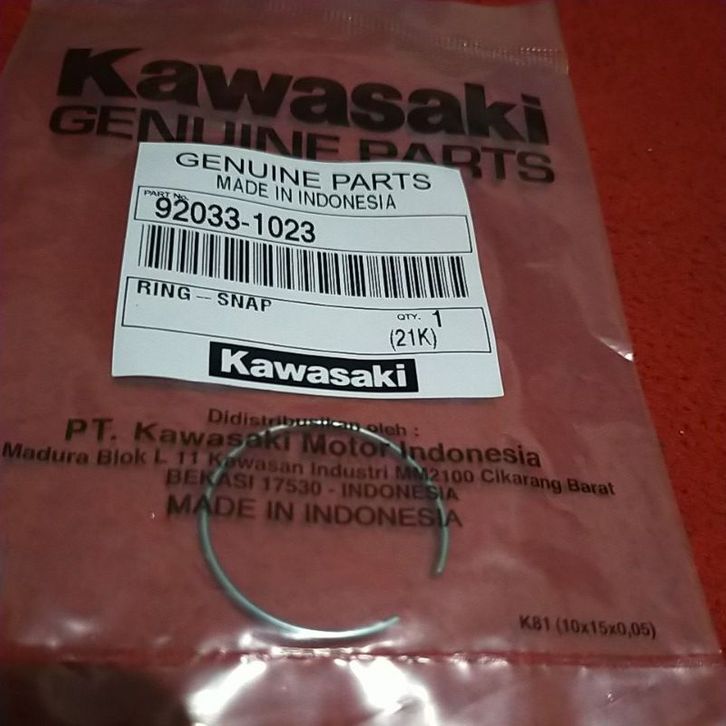 Kawasaki
GENUINE PARTS
GENUINE PARTS
MADE IN INDONESIA
PART No.
92033-1023
RING - SNAP
QTY. 1
(21K)
Kawasaki
Didistribusikan oleh :
PT. Kawasaki Motor Indonesia
Madura Blok L 11 Kawasan Industri MM2100 Cikarang Barat
BEKASI 17530 - INDONESIA
MADE IN INDONESIA
K81 (10x15x0,05)